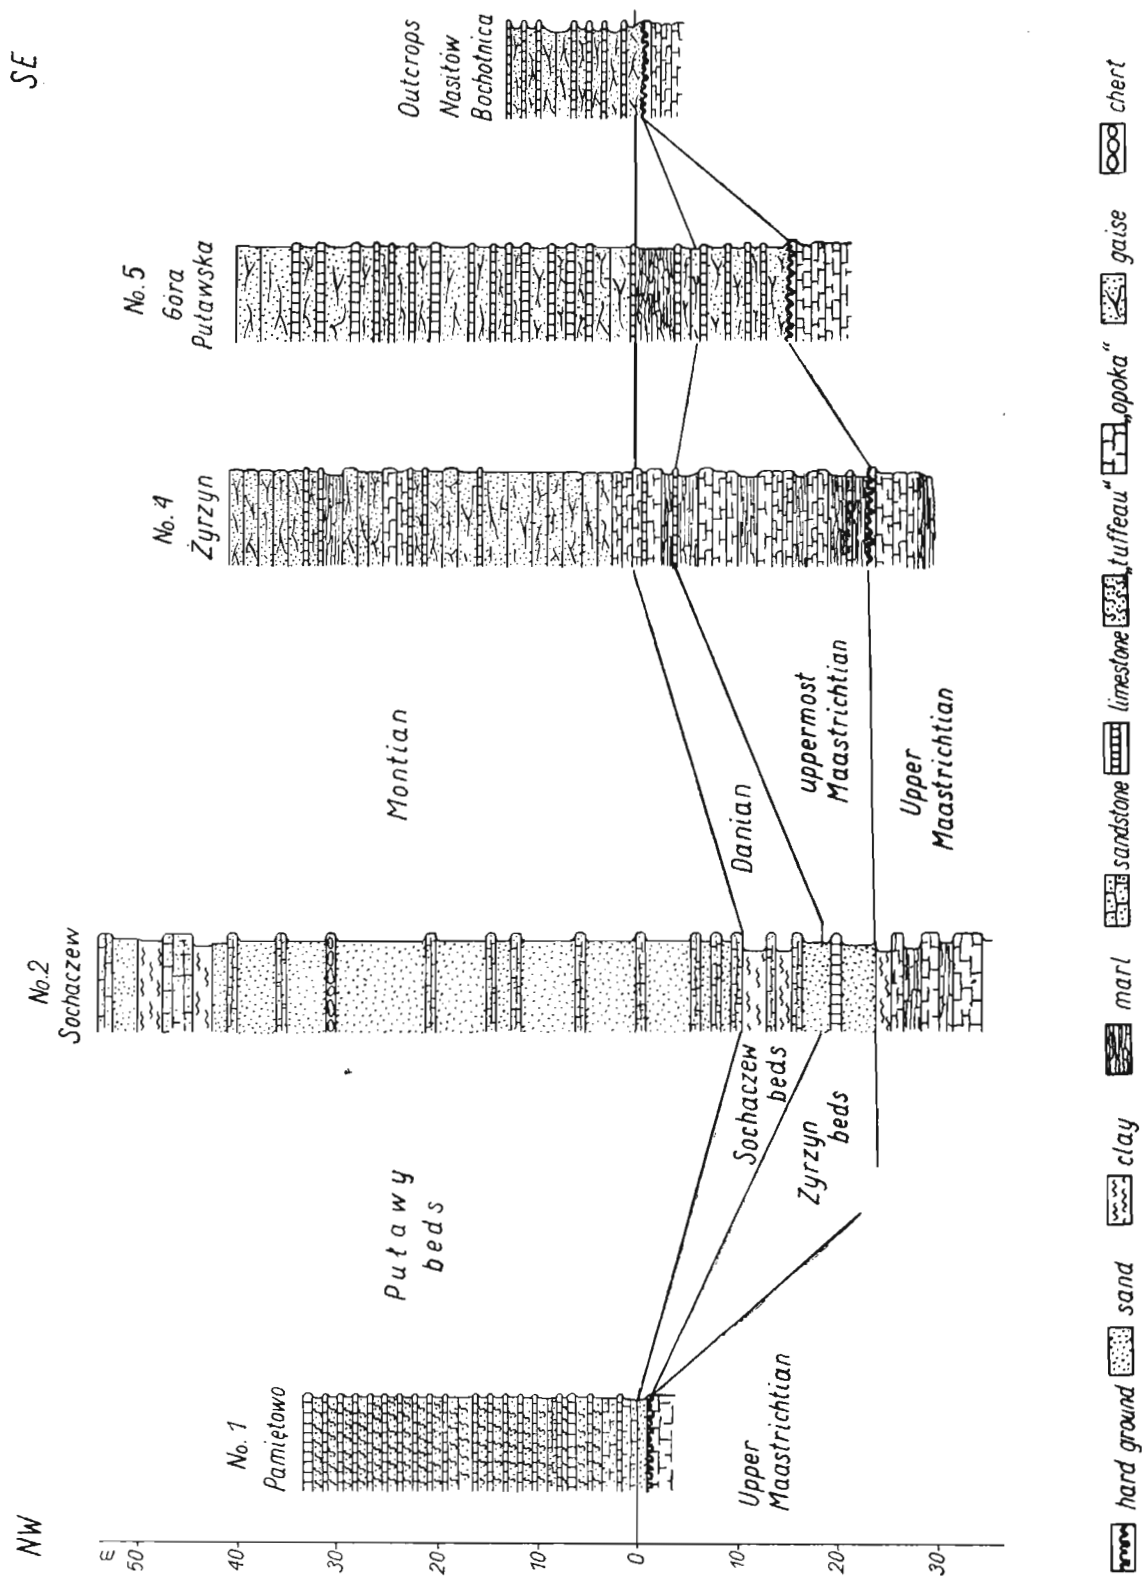 NW
SE
No. 1
Pamiętowo
No. 2
Sochaczew
No. 4
Żyrzyn
No. 5
Góra
Puławska
Outcrops
Nasiłów
Bochotnica
m
50
40
30
20
10
0
10
20
30
Puławy
beds
Montian
Sochaczew
beds
Danian
Zyrzyn
beds
uppermost
Maastrichtian
Upper
Maastrichtian
Upper
Maastrichtian
hard ground
sand
clay
marl
sandstone
limestone
„tuffeau"
„opoka"
gaise
chert